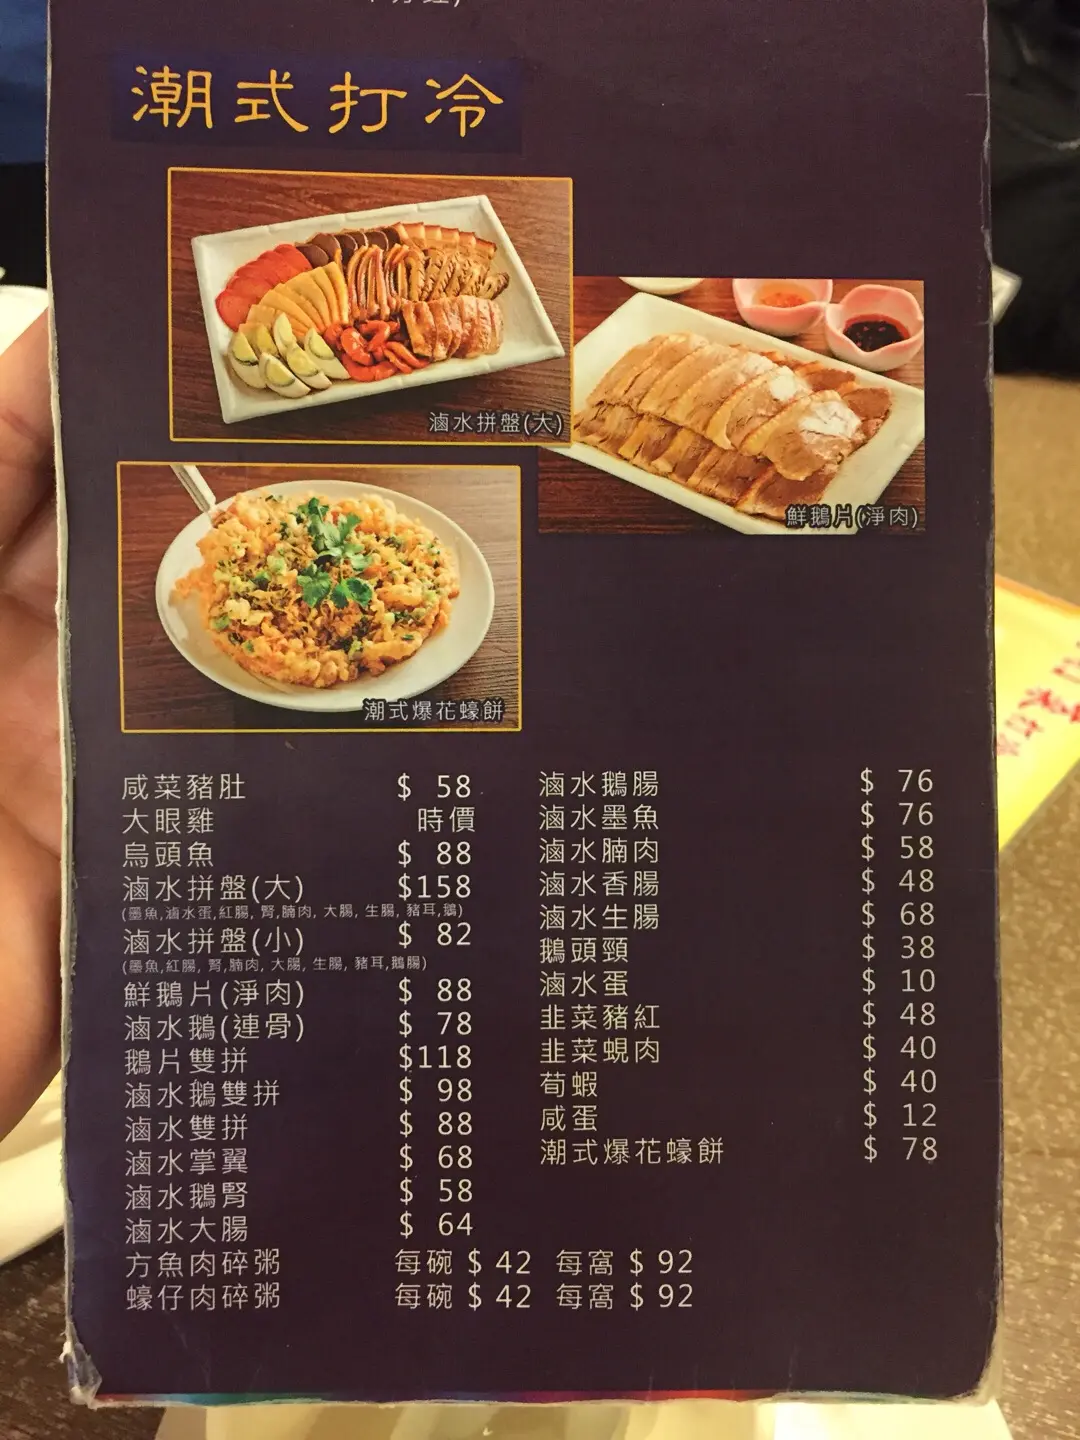 潮式打冷
滷水拼盤(大)
鮮鵝片(淨肉)
潮式爆花蠔餅
咸菜豬肚 $ 58
大眼雞 時價
烏頭魚 $ 88
滷水拼盤(大) $158
(墨魚,滷水蛋,紅腸, 腎,腩肉, 大腸, 生腸, 豬耳,鵝)
滷水拼盤(小) $ 82
(墨魚,紅腸, 腎,腩肉, 大腸, 生腸, 豬耳,鵝腸)
鮮鵝片(淨肉) $ 88
滷水鵝(連骨) $ 78
鵝片雙拼 $118
滷水鵝雙拼 $ 98
滷水雙拼 $ 88
滷水掌翼 $ 68
滷水鵝腎 $ 58
滷水大腸 $ 64
方魚肉碎粥 每碗 $ 42 每窩 $ 92
蠔仔肉碎粥 每碗 $ 42 每窩 $ 92
滷水鵝腸 $ 76
滷水墨魚 $ 76
滷水腩肉 $ 58
滷水香腸 $ 48
滷水生腸 $ 68
鵝頭頸 $ 38
滷水蛋 $ 10
韭菜豬紅 $ 48
韭菜蜆肉 $ 40
荀蝦 $ 40
咸蛋 $ 12
潮式爆花蠔餅 $ 78